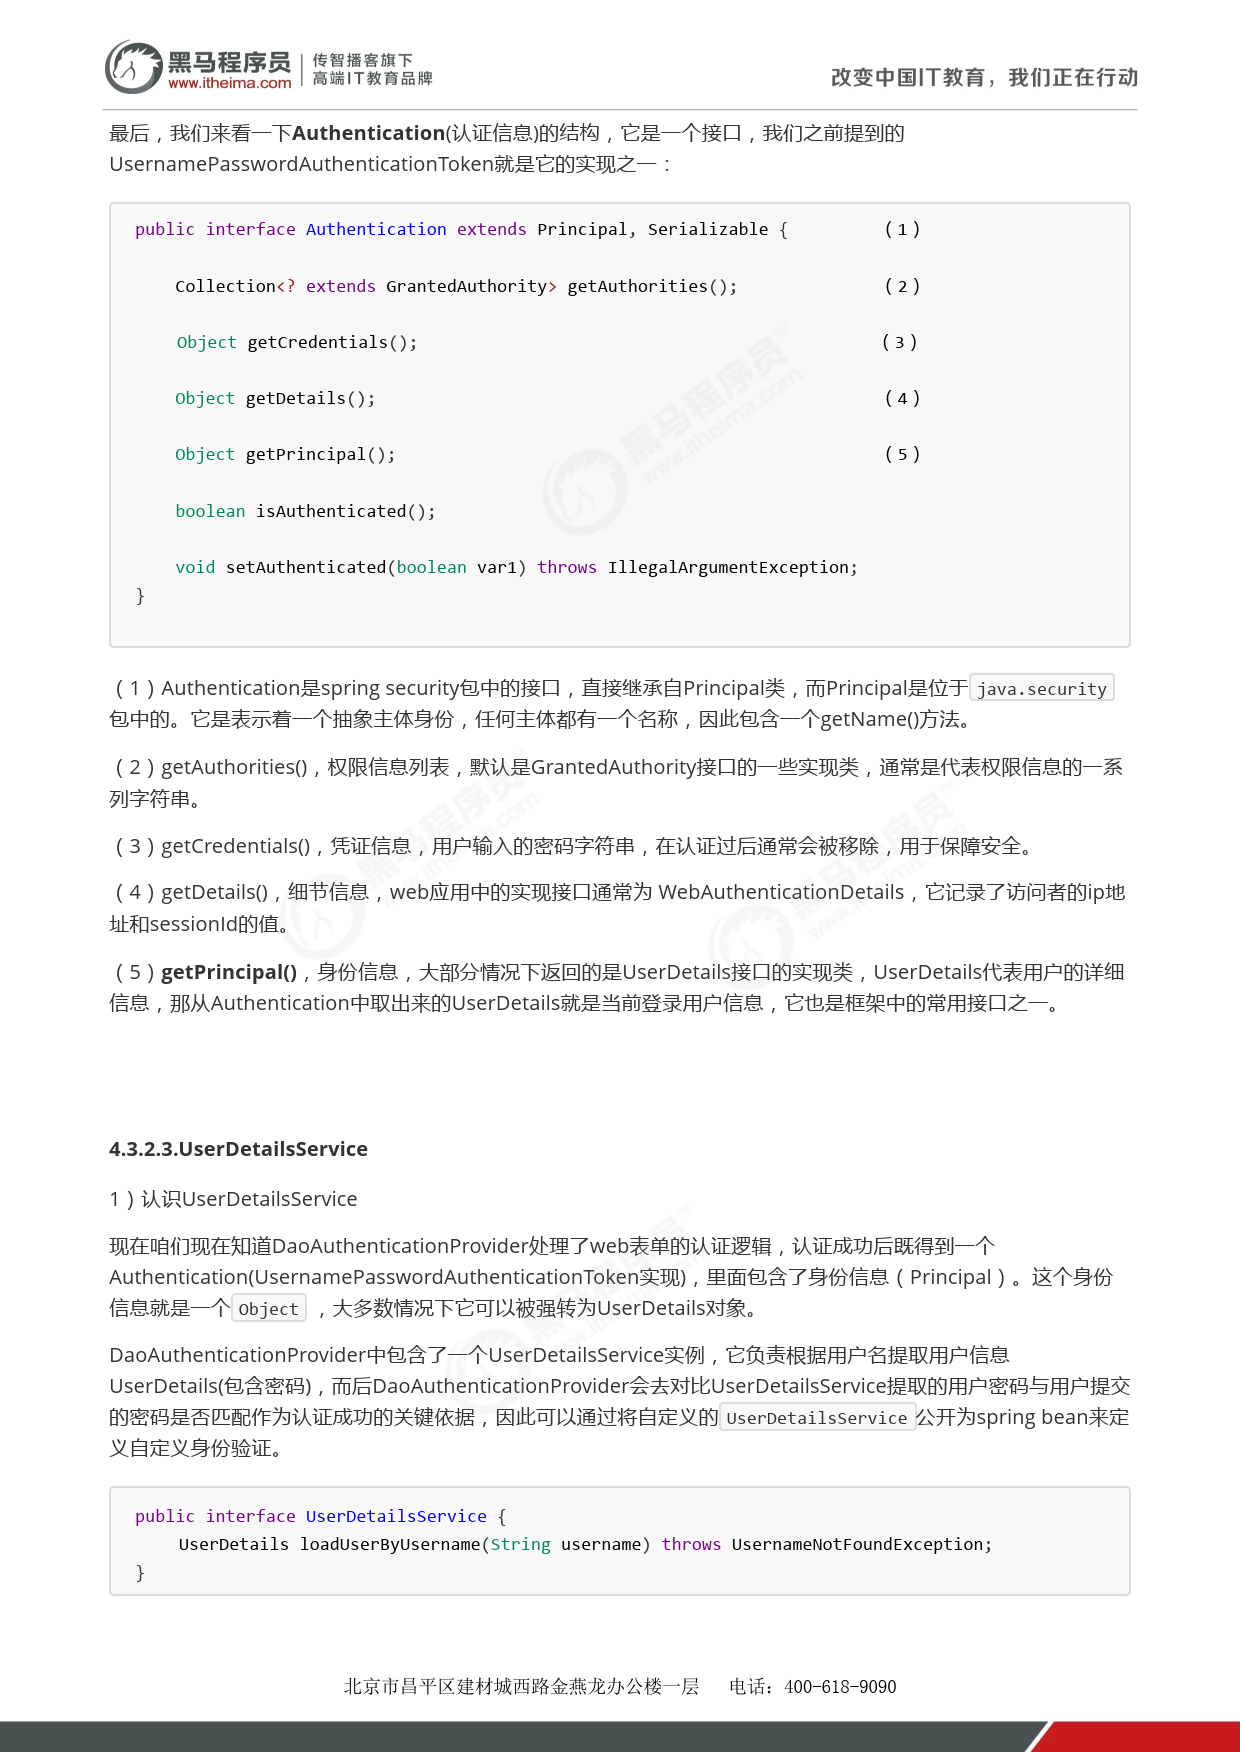 黑马程序员 传智播客旗下
www.itheima.com 高端IT教育品牌
改变中国IT教育，我们正在行动
最后，我们来看一下Authentication(认证信息)的结构，它是一个接口，我们之前提到的
UsernamePasswordAuthenticationToken就是它的实现之一：
public interface Authentication extends Principal, Serializable { （1）
Collection<? extends GrantedAuthority> getAuthorities(); （2）
Object getCredentials(); （3）
Object getDetails(); （4）
Object getPrincipal(); （5）
boolean isAuthenticated();
void setAuthenticated(boolean var1) throws IllegalArgumentException;
}
（1）Authentication是spring security包中的接口，直接继承自Principal类，而Principal是位于 java.security
包中的。它是表示着一个抽象主体身份，任何主体都有一个名称，因此包含一个getName()方法。
（2）getAuthorities()，权限信息列表，默认是GrantedAuthority接口的一些实现类，通常是代表权限信息的一系
列字符串。
（3）getCredentials()，凭证信息，用户输入的密码字符串，在认证过后通常会被移除，用于保障安全。
（4）getDetails()，细节信息，web应用中的实现接口通常为 WebAuthenticationDetails，它记录了访问者的ip地
址和sessionId的值。
（5）getPrincipal()，身份信息，大部分情况下返回的是UserDetails接口的实现类，UserDetails代表用户的详细
信息，那从Authentication中取出来的UserDetails就是当前登录用户信息，它也是框架中的常用接口之一。
4.3.2.3.UserDetailsService
1）认识UserDetailsService
现在咱们现在知道DaoAuthenticationProvider处理了web表单的认证逻辑，认证成功后既得到一个
Authentication(UsernamePasswordAuthenticationToken实现)，里面包含了身份信息（Principal）。这个身份
信息就是一个 Object ，大多数情况下它可以被强转为UserDetails对象。
DaoAuthenticationProvider中包含了一个UserDetailsService实例，它负责根据用户名提取用户信息
UserDetails(包含密码)，而后DaoAuthenticationProvider会去对比UserDetailsService提取的用户密码与用户提交
的密码是否匹配作为认证成功的关键依据，因此可以通过将自定义的 UserDetailsService 公开为spring bean来定
义自定义身份验证。
public interface UserDetailsService {
UserDetails loadUserByUsername(String username) throws UsernameNotFoundException;
}
北京市昌平区建材城西路金燕龙办公楼一层 电话：400-618-9090